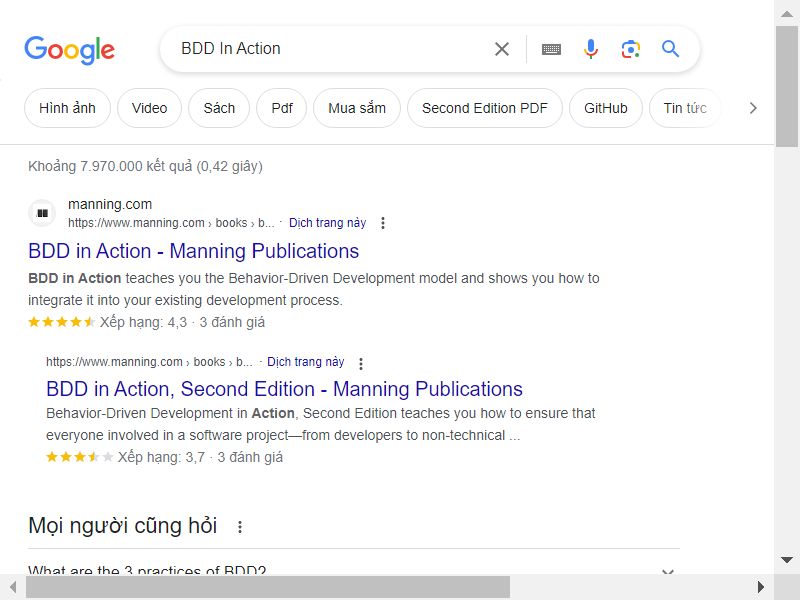 Google
BDD In Action
Hình ảnh
Video
Sách
Pdf
Mua sắm
Second Edition PDF
GitHub
Tin tức
Khoảng 7.970.000 kết quả (0,42 giây)
manning.com
https://www.manning.com › books › b... · Dịch trang này
BDD in Action - Manning Publications
BDD in Action teaches you the Behavior-Driven Development model and shows you how to
integrate it into your existing development process.
Xếp hạng: 4,3 · 3 đánh giá
https://www.manning.com › books › b... · Dịch trang này
BDD in Action, Second Edition - Manning Publications
Behavior-Driven Development in Action, Second Edition teaches you how to ensure that
everyone involved in a software project—from developers to non-technical ...
Xếp hạng: 3,7 · 3 đánh giá
Mọi người cũng hỏi
What are the 3 practices of BDD?